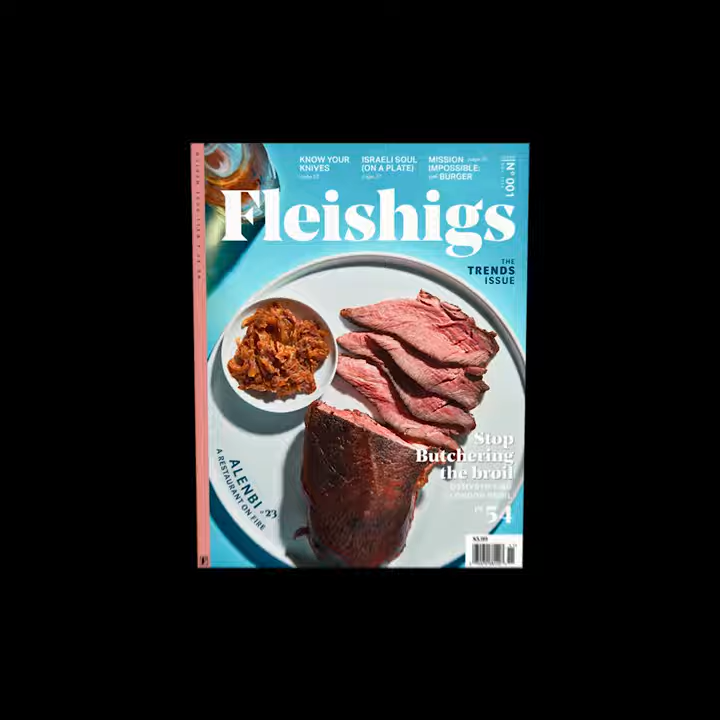 KNOW YOUR
KNIVES
ISRAELI SOUL
(ON A PLATE)
MISSION
IMPOSSIBLE:
BURGER
Nº 001
Fleishigs
THE
TRENDS
ISSUE
Stop
Butchering
the broil
54
ALENBI
A RESTAURANT ON FIRE
$5.99